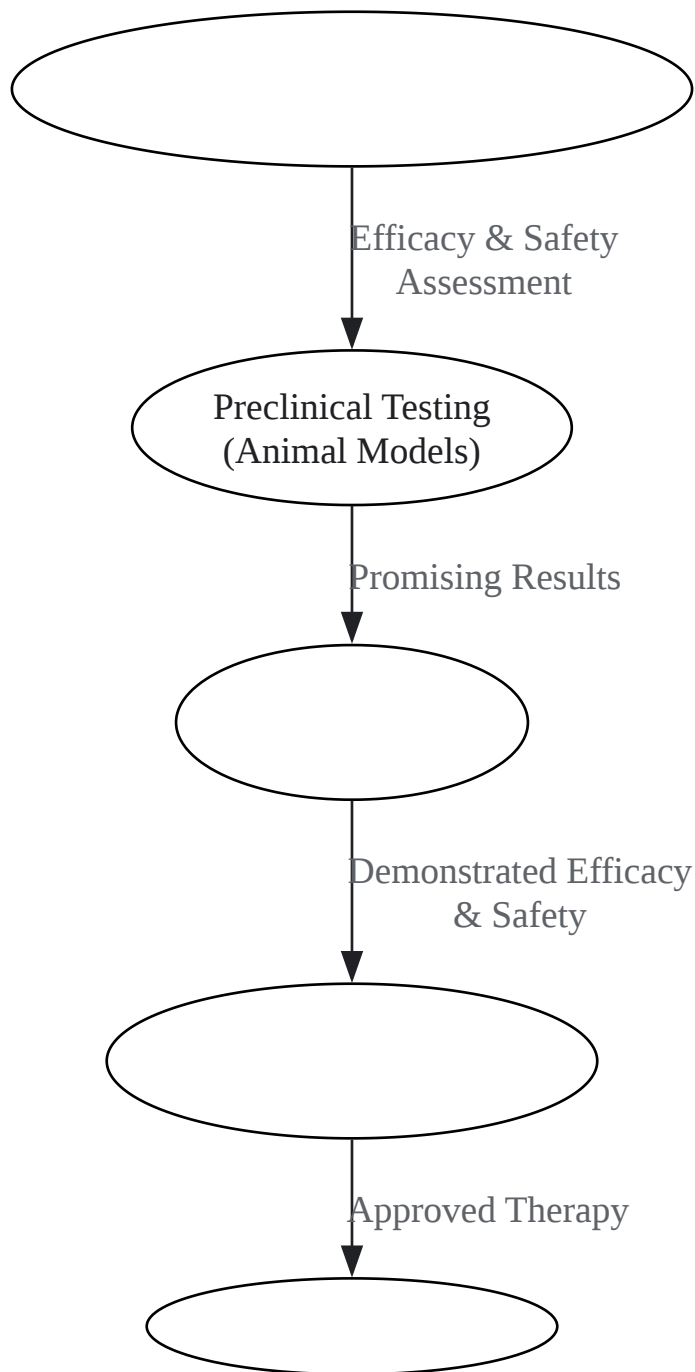 Efficacy & Safety
Assessment
Preclinical Testing
(Animal Models)
Promising Results
Demonstrated Efficacy
& Safety
Approved Therapy